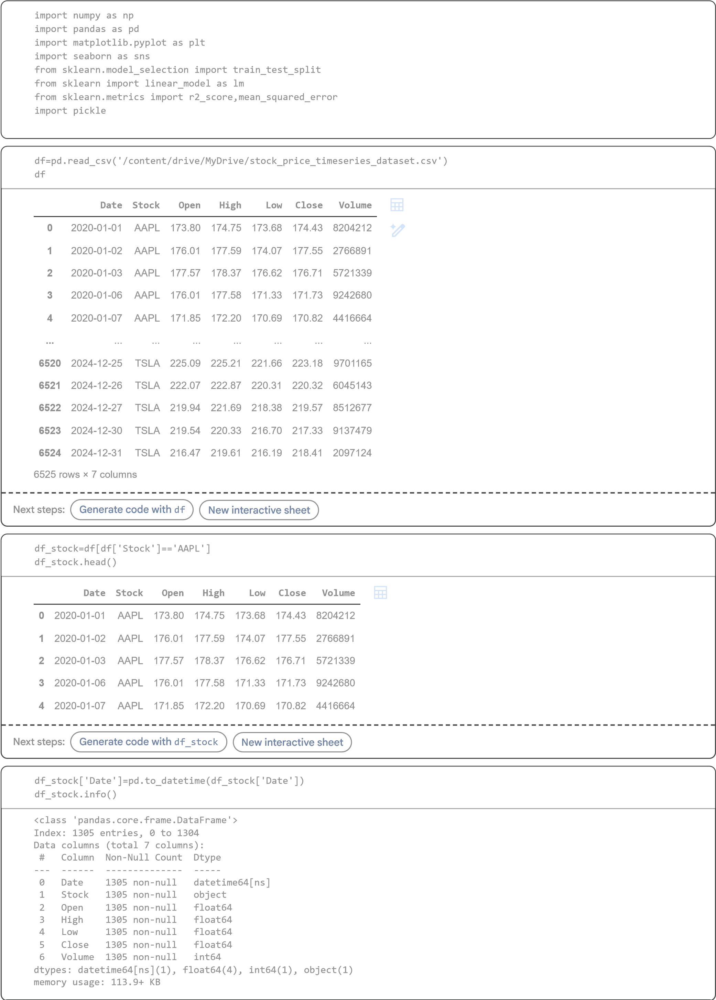 import numpy as np
import pandas as pd
import matplotlib.pyplot as plt
import seaborn as sns
from sklearn.model_selection import train_test_split
from sklearn import linear_model as lm
from sklearn.metrics import r2_score,mean_squared_error
import pickle
df=pd.read_csv('/content/drive/MyDrive/stock_price_timeseries_dataset.csv')
df
Date Stock Open High Low Close Volume
0 2020-01-01 AAPL 173.80 174.75 173.68 174.43 8204212
1 2020-01-02 AAPL 176.01 177.59 174.07 177.55 2766891
2 2020-01-03 AAPL 177.57 178.37 176.62 176.71 5721339
3 2020-01-06 AAPL 176.01 177.58 171.33 171.73 9242680
4 2020-01-07 AAPL 171.85 172.20 170.69 170.82 4416664
... ... ... ... ... ... ... ...
6520 2024-12-25 TSLA 225.09 225.21 221.66 223.18 9701165
6521 2024-12-26 TSLA 222.07 222.87 220.31 220.32 6045143
6522 2024-12-27 TSLA 219.94 221.69 218.38 219.57 8512677
6523 2024-12-30 TSLA 219.54 220.33 216.70 217.33 9137479
6524 2024-12-31 TSLA 216.47 219.61 216.19 218.41 2097124
6525 rows × 7 columns
Next steps: Generate code with df New interactive sheet
df_stock=df[df['Stock']=='AAPL']
df_stock.head()
Date Stock Open High Low Close Volume
0 2020-01-01 AAPL 173.80 174.75 173.68 174.43 8204212
1 2020-01-02 AAPL 176.01 177.59 174.07 177.55 2766891
2 2020-01-03 AAPL 177.57 178.37 176.62 176.71 5721339
3 2020-01-06 AAPL 176.01 177.58 171.33 171.73 9242680
4 2020-01-07 AAPL 171.85 172.20 170.69 170.82 4416664
Next steps: Generate code with df_stock New interactive sheet
df_stock['Date']=pd.to_datetime(df_stock['Date'])
df_stock.info()
<class 'pandas.core.frame.DataFrame'>
Index: 1305 entries, 0 to 1304
Data columns (total 7 columns):
 #   Column  Non-Null Count  Dtype
---  ------  --------------  -----
 0   Date    1305 non-null   datetime64[ns]
 1   Stock   1305 non-null   object
 2   Open    1305 non-null   float64
 3   High    1305 non-null   float64
 4   Low     1305 non-null   float64
 5   Close   1305 non-null   float64
 6   Volume  1305 non-null   int64
dtypes: datetime64[ns](1), float64(4), int64(1), object(1)
memory usage: 113.9+ KB